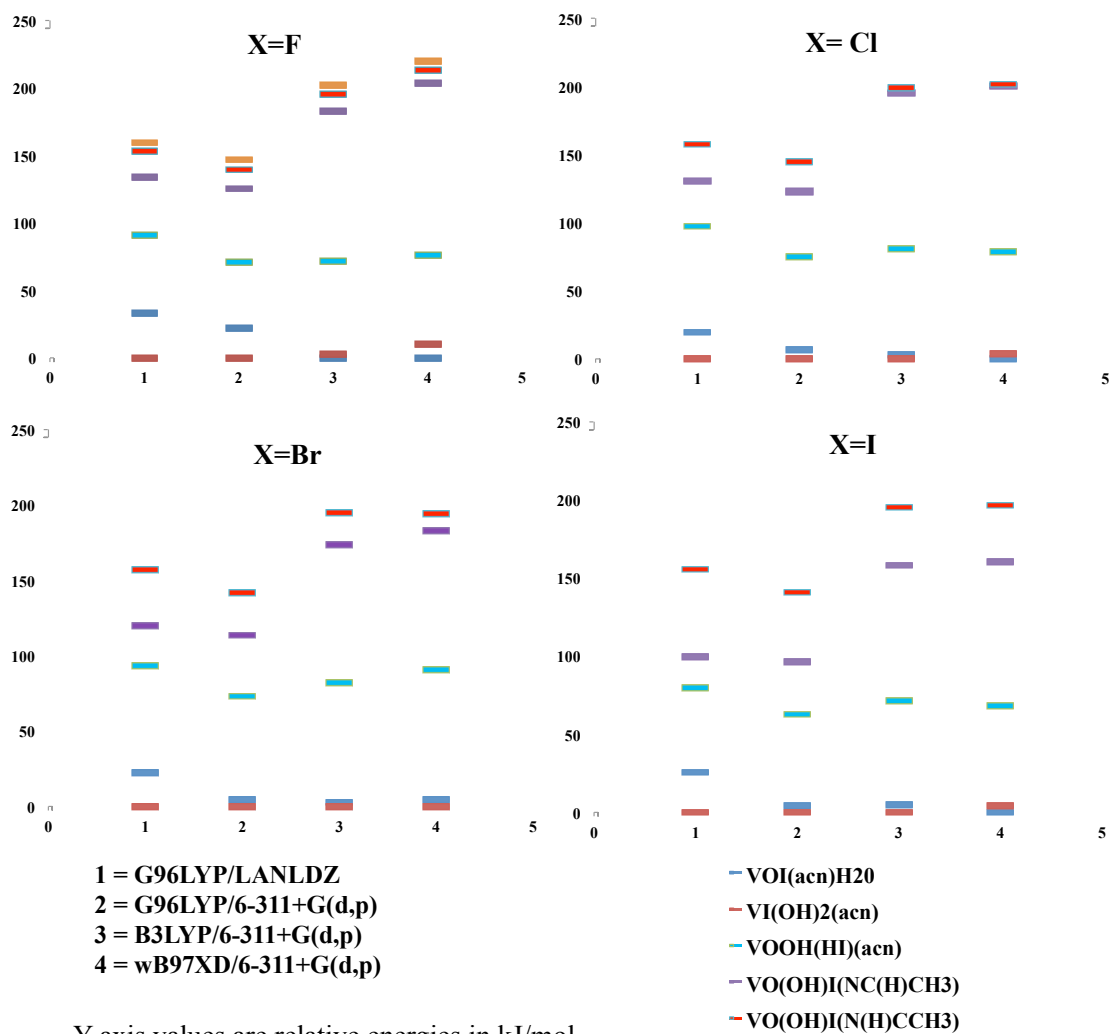 X=F
250
200
150
100
50
0
0 1 2 3 4 5
X= Cl
250
200
150
100
50
0
0 1 2 3 4 5
X=Br
250
200
150
100
50
0
0 1 2 3 4 5
X=I
250
200
150
100
50
0
0 1 2 3 4 5
1 = G96LYP/LANLDZ
2 = G96LYP/6-311+G(d,p)
3 = B3LYP/6-311+G(d,p)
4 = wB97XD/6-311+G(d,p)
VOI(acn)H20
VI(OH)2(acn)
VOOH(HI)(acn)
VO(OH)I(NC(H)CH3)
VO(OH)I(N(H)CCH3)
Y axis values are relative energies in kJ/mol